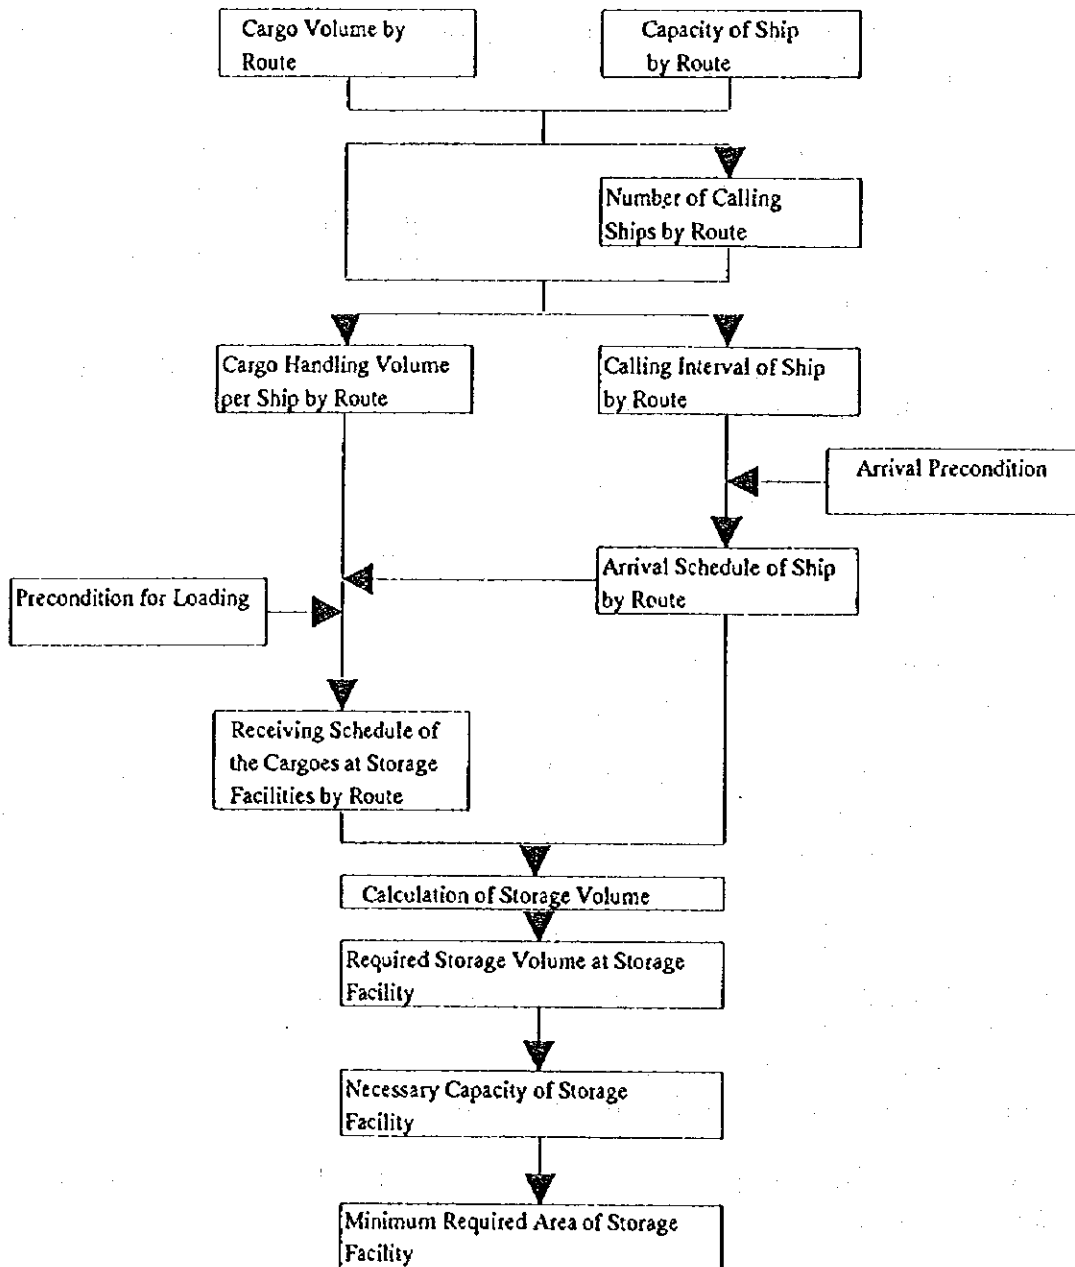 Cargo Volume by
Route
Capacity of Ship
by Route
Number of Calling
Ships by Route
Cargo Handling Volume
per Ship by Route
Calling Interval of Ship
by Route
Arrival Precondition
Arrival Schedule of Ship
by Route
Precondition for Loading
Receiving Schedule of
the Cargoes at Storage
Facilities by Route
Calculation of Storage Volume
Required Storage Volume at Storage
Facility
Necessary Capacity of Storage
Facility
Minimum Required Area of Storage
Facility